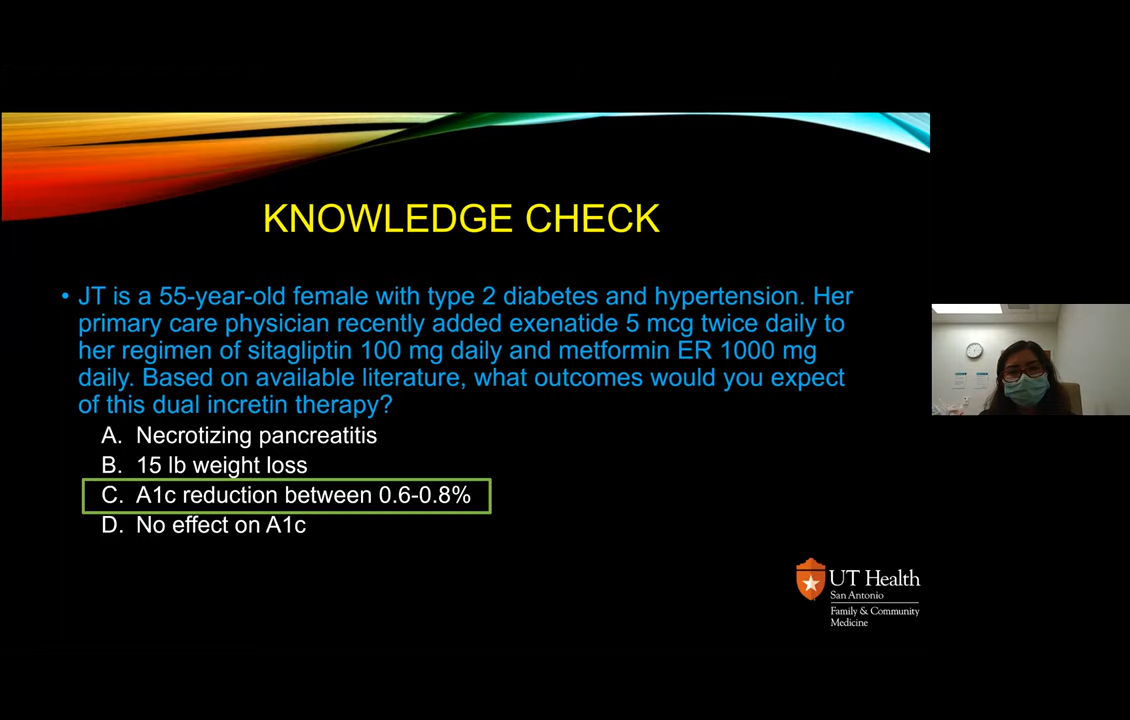 KNOWLEDGE CHECK
• JT is a 55-year-old female with type 2 diabetes and hypertension. Her
primary care physician recently added exenatide 5 mcg twice daily to
her regimen of sitagliptin 100 mg daily and metformin ER 1000 mg
daily. Based on available literature, what outcomes would you expect
of this dual incretin therapy?
A. Necrotizing pancreatitis
B. 15 lb weight loss
C. A1c reduction between 0.6-0.8%
D. No effect on A1c
UT Health
San Antonio
Family & Community
Medicine